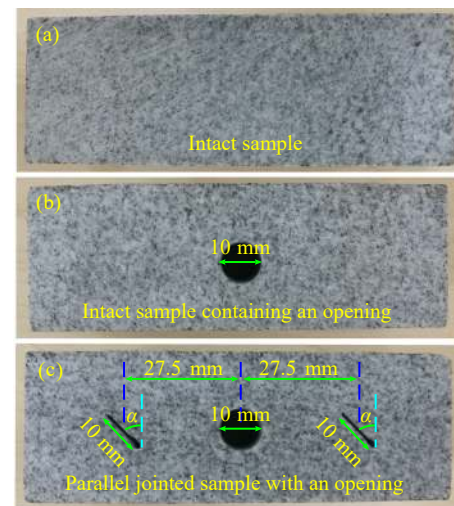 (a)
Intact sample
(b)
10 mm
Intact sample containing an opening
(c)
27.5 mm
27.5 mm
10 mm
α
α
10 mm
10 mm
Parallel jointed sample with an opening